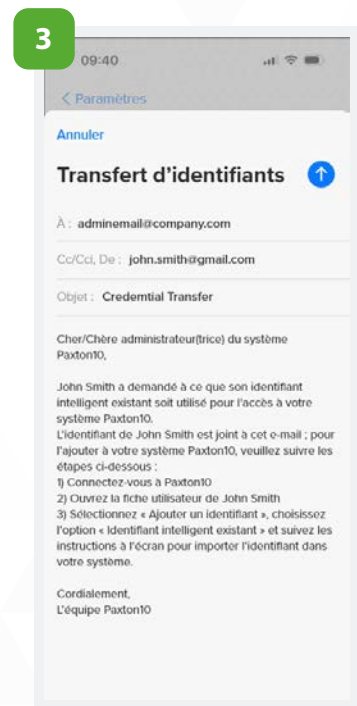 3
09:40
< Paramètres
Annuler
Transfert d'identifiants
À : adminemail@company.com
Cc/Cci, De : john.smith@gmail.com
Objet : Credemtial Transfer
Cher/Chère administrateur(trice) du système
Paxton10,
John Smith a demandé à ce que son identifiant
intelligent existant soit utilisé pour l'accès à votre
système Paxton10.
L'identifiant de John Smith est joint à cet e-mail ; pour
l'ajouter à votre système Paxton10, veuillez suivre les
étapes ci-dessous :
1) Connectez-vous à Paxton10
2) Ouvrez la fiche utilisateur de John Smith
3) Sélectionnez « Ajouter un identifiant », choisissez
l'option « Identifiant intelligent existant » et suivez les
instructions à l'écran pour importer l'identifiant dans
votre système.
Cordialement,
L'équipe Paxton10